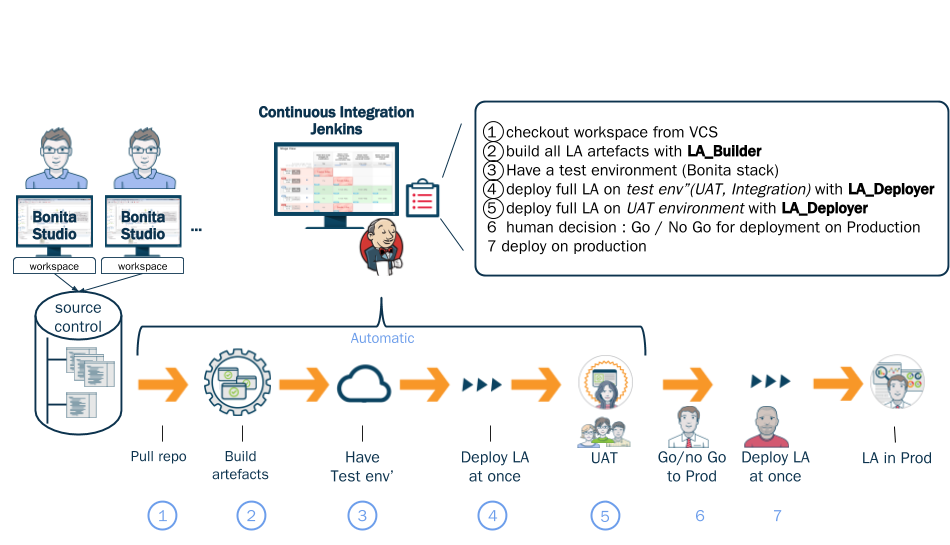 Continuous Integration
Jenkins
1 checkout workspace from VCS
2 build all LA artefacts with LA_Builder
3 Have a test environment (Bonita stack)
4 deploy full LA on test env”(UAT, Integration) with LA_Deployer
5 deploy full LA on UAT environment with LA_Deployer
6 human decision : Go / No Go for deployment on Production
7 deploy on production
Bonita
Studio
Bonita
Studio
...
workspace
workspace
source
control
Automatic
Pull repo
Build
artefacts
Have
Test env’
Deploy LA
at once
UAT
Go/no Go
to Prod
Deploy LA
at once
LA in Prod
1
2
3
4
5
6
7